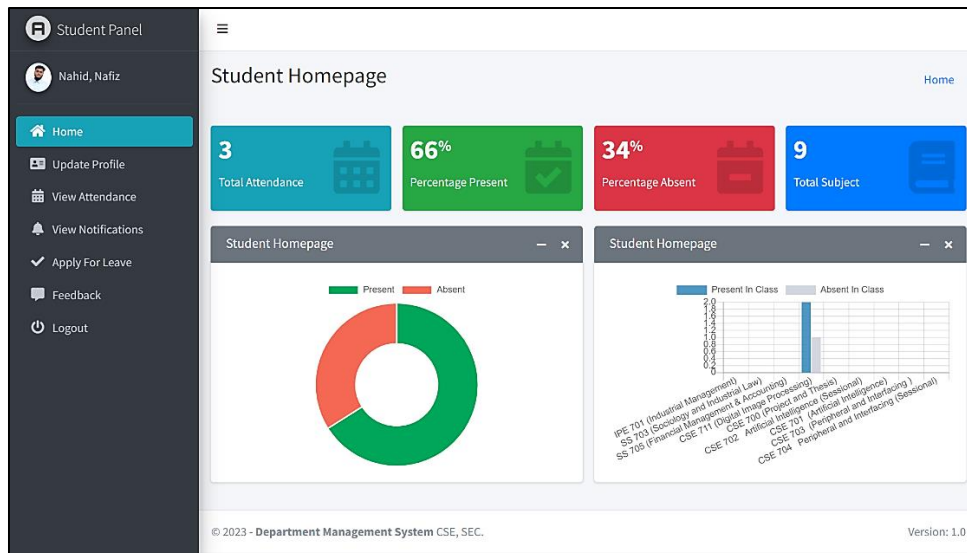 Student Panel
Nahid, Nafiz
Home
Update Profile
View Attendance
View Notifications
Apply For Leave
Feedback
Logout
Student Homepage
Home
3
Total Attendance
66%
Percentage Present
34%
Percentage Absent
9
Total Subject
Student Homepage
Present Absent
Student Homepage
Present In Class Absent In Class
2.0
1.8
1.6
1.4
1.2
1.0
0.8
0.6
0.4
0.2
0
IPE 701 (Industrial Management)
SS 703 (Sociology and Industrial Law)
SS 705 (Financial Management & Accounting)
CSE 711 (Digital Image Processing)
CSE 700 (Project and Thesis)
CSE 702 Artificial Intelligence (Sessional)
CSE 701 (Artificial Intelligence)
CSE 703 (Peripheral and Interfacing )
CSE 704 Peripheral and Interfacing (Sessional)
© 2023 - Department Management System CSE, SEC.
Version: 1.0